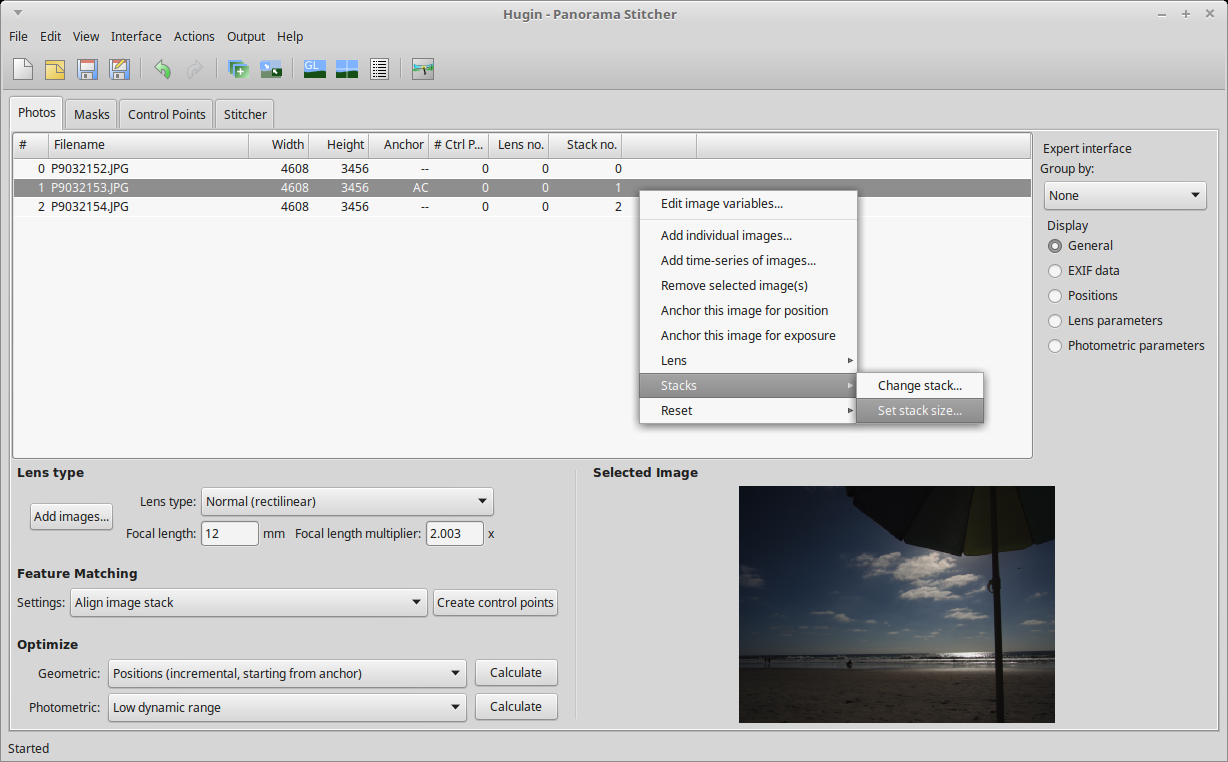 Hugin - Panorama Stitcher
File Edit View Interface Actions Output Help
GL
Photos Masks Control Points Stitcher
# Filename Width Height Anchor # Ctrl P... Lens no. Stack no.
0 P9032152.JPG 4608 3456 -- 0 0 0
1 P9032153.JPG 4608 3456 AC 0 0 1
2 P9032154.JPG 4608 3456 -- 0 0 2
Edit image variables...
Add individual images...
Add time-series of images...
Remove selected image(s)
Anchor this image for position
Anchor this image for exposure
Lens
Stacks
Reset
Change stack...
Set stack size...
Expert interface
Group by:
None
Display
General
EXIF data
Positions
Lens parameters
Photometric parameters
Lens type
Add images...
Lens type: Normal (rectilinear)
Focal length: 12 mm Focal length multiplier: 2.003 x
Feature Matching
Settings: Align image stack Create control points
Optimize
Geometric: Positions (incremental, starting from anchor) Calculate
Photometric: Low dynamic range Calculate
Selected Image
Started